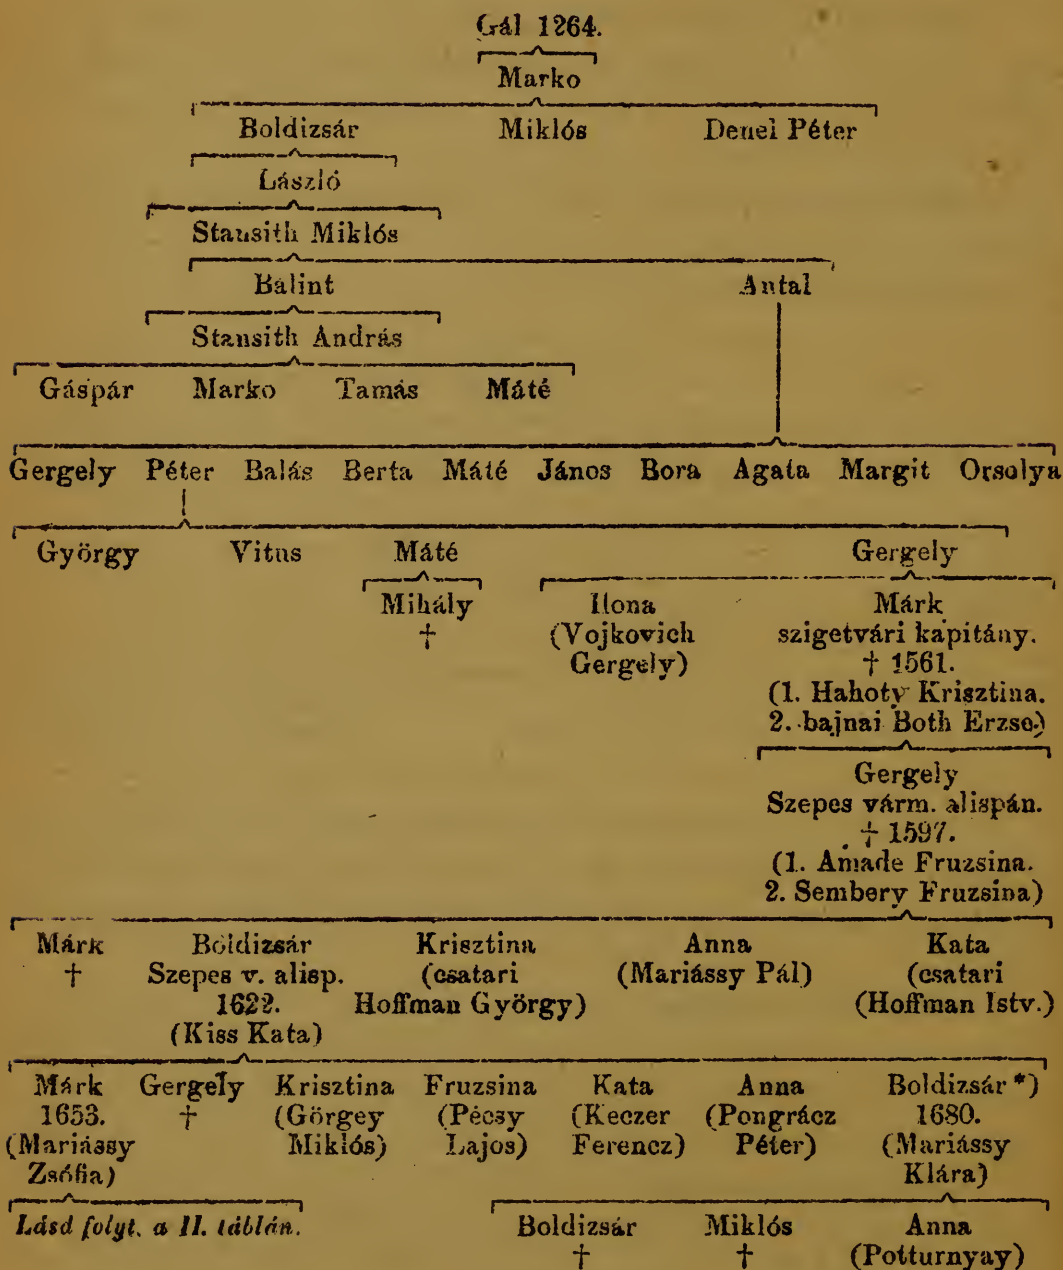 Gál 1264.
Marko
Boldizsár Miklós Denel Péter
László
Stansith Miklós
Bálint Antal
Stansith András
Gáspár Marko Tamás Máté
Gergely Péter Balás Berta Máté János Bora Agata Margit Orsolya
György Vitus Máté Gergely
Mihály Ilona Márk
† (Vojkovich szigetvári kapitány.
Gergely) † 1561.
(1. Hahoty Krisztina.
2. bajnai Both Erzse.)
Gergely
Szepes várm. alispán.
† 1597.
(1. Amade Fruzsina.
2. Sembery Fruzsina)
Márk Boldizsár Krisztina Anna Kata
† Szepes v. alisp. (csatari (Mariássy Pál) (csatari
1622. Hoffman György) (Hoffman Istv.)
(Kiss Kata)
Márk Gergely Krisztina Fruzsina Kata Anna Boldizsár *)
1653. † (Görgey (Pécsy (Keczer (Pongrácz 1680.
(Mariássy Miklós) Lajos) Ferencz) Péter) (Mariássy
Zsófia) Klára)
Lásd folyt. a II. táblán. Boldizsár Miklós Anna
† † (Potturnyay)